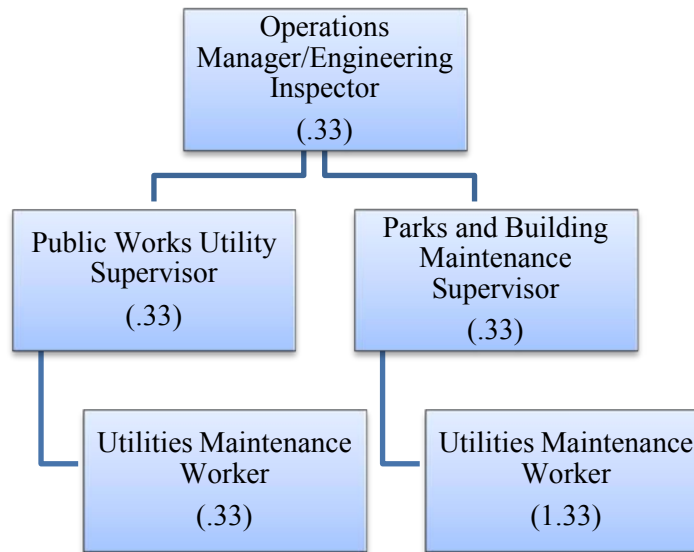 Operations
Manager/Engineering
Inspector
(.33)
Public Works Utility
Supervisor
(.33)
Parks and Building
Maintenance
Supervisor
(.33)
Utilities Maintenance
Worker
(.33)
Utilities Maintenance
Worker
(1.33)